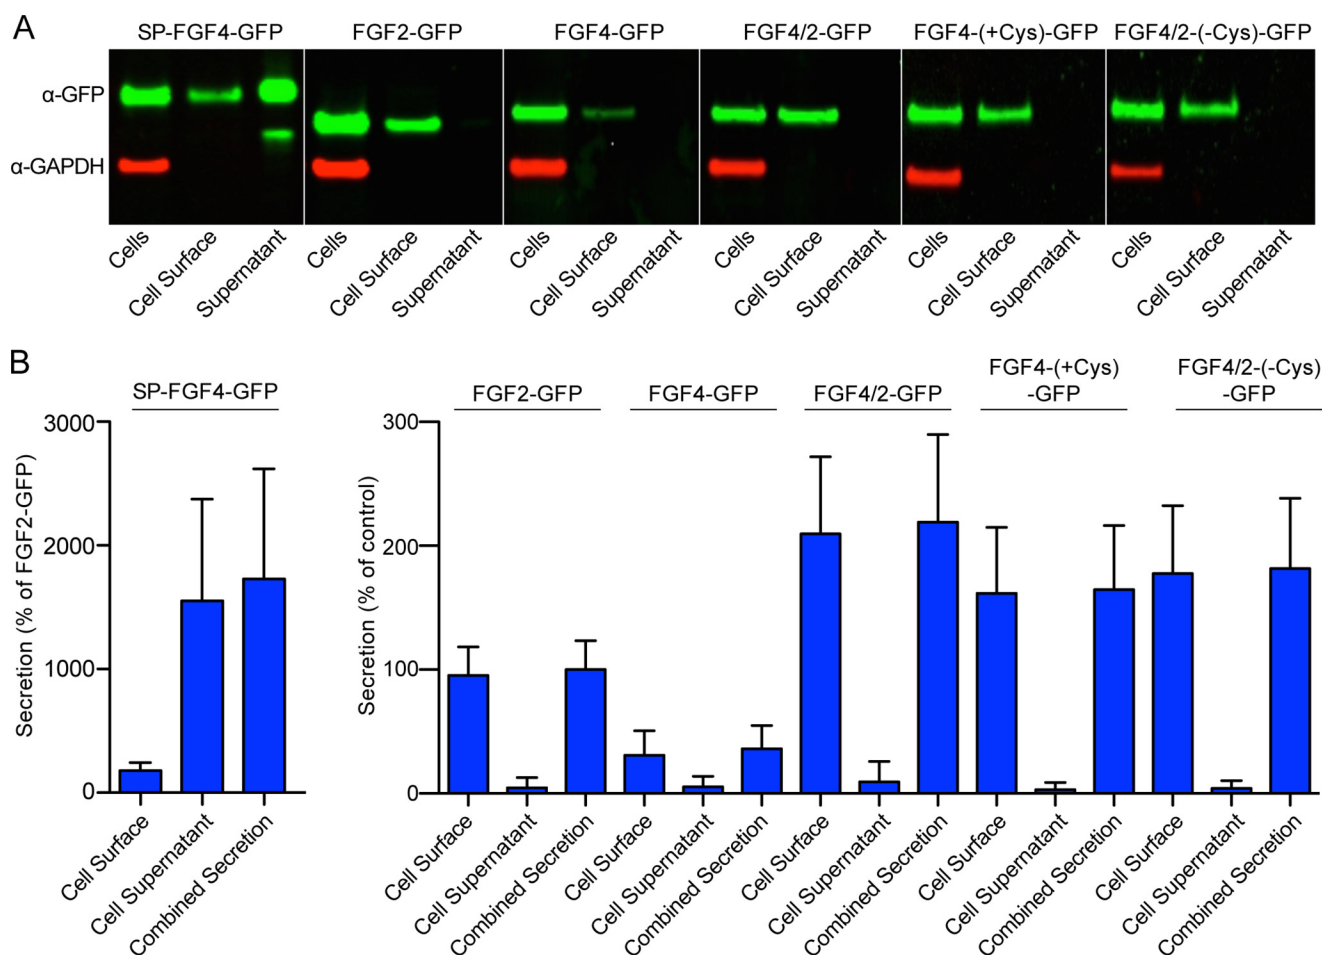 A
SP-FGF4-GFP FGF2-GFP FGF4-GFP FGF4/2-GFP FGF4-(+Cys)-GFP FGF4/2-(-Cys)-GFP
α-GFP
α-GAPDH
Cells Cell Surface Supernatant Cells Cell Surface Supernatant Cells Cell Surface Supernatant Cells Cell Surface Supernatant Cells Cell Surface Supernatant Cells Cell Surface Supernatant
B
SP-FGF4-GFP
Secretion (% of FGF2-GFP)
3000
2000
1000
0
Cell Surface Cell Supernatant Combined Secretion
FGF2-GFP FGF4-GFP FGF4/2-GFP FGF4-(+Cys) FGF4/2-(-Cys)
-GFP -GFP
Secretion (% of control)
300
200
100
0
Cell Surface Cell Supernatant Combined Secretion Cell Surface Cell Supernatant Combined Secretion Cell Surface Cell Supernatant Combined Secretion Cell Surface Cell Supernatant Combined Secretion Cell Surface Cell Supernatant Combined Secretion